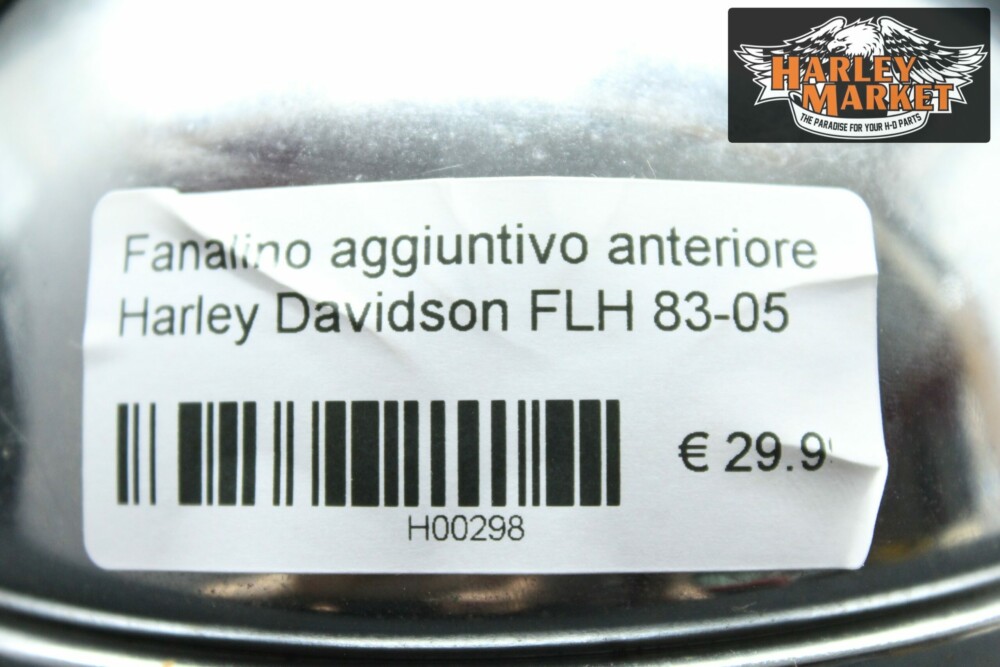 HARLEY
MARKET
THE PARADISE FOR YOUR H-D PARTS
Fanalino aggiuntivo anteriore
Harley Davidson FLH 83-05
€ 29.9
H00298